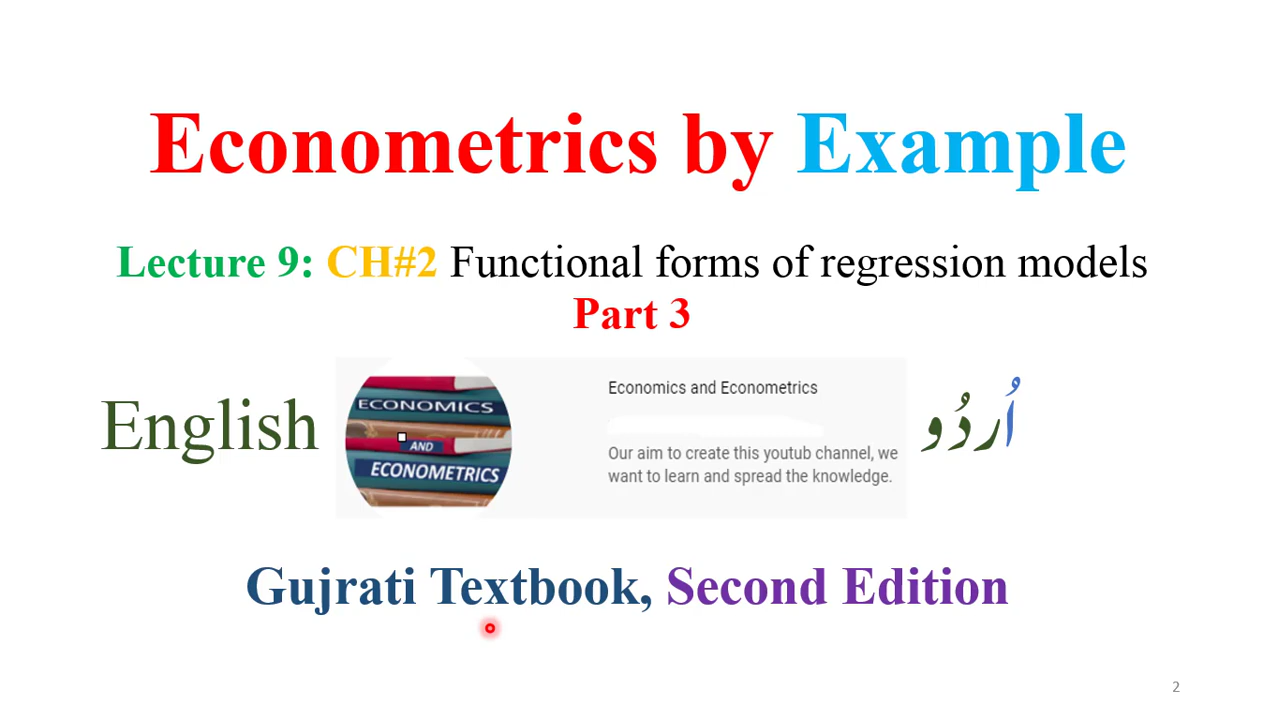 Econometrics by Example
Lecture 9: CH#2 Functional forms of regression models
Part 3
English
ECONOMICS
AND
ECONOMETRICS
Economics and Econometrics
Our aim to create this youtub channel, we
want to learn and spread the knowledge.
اُردُو
Gujrati Textbook, Second Edition
2